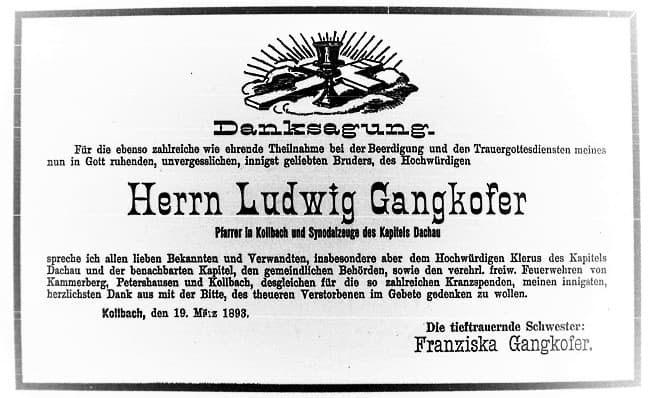 Danksagung.
Für die ebenso zahlreiche wie ehrende Theilnahme bei der Beerdigung und den Trauergottesdiensten meines
nun in Gott ruhenden, unvergesslichen, innigst geliebten Bruders, des Hochwürdigen
Herrn Ludwig Gangkofer
Pfarrer in Kollbach und Synodalzeuge des Kapitels Dachau
spreche ich allen lieben Bekannten und Verwandten, insbesondere aber dem Hochwürdigen Klerus des Kapitels
Dachau und der benachbarten Kapitel, den gemeindlichen Behörden, sowie den verehrl. freiw. Feuerwehren von
Kammerberg, Petershausen und Kollbach, desgleichen für die so zahlreichen Kranzspenden, meinen innigsten,
herzlichsten Dank aus mit der Bitte, des theueren Verstorbenen im Gebete gedenken zu wollen.
Kollbach, den 19. März 1893.
Die tieftrauernde Schwester:
Franziska Gangkofer.